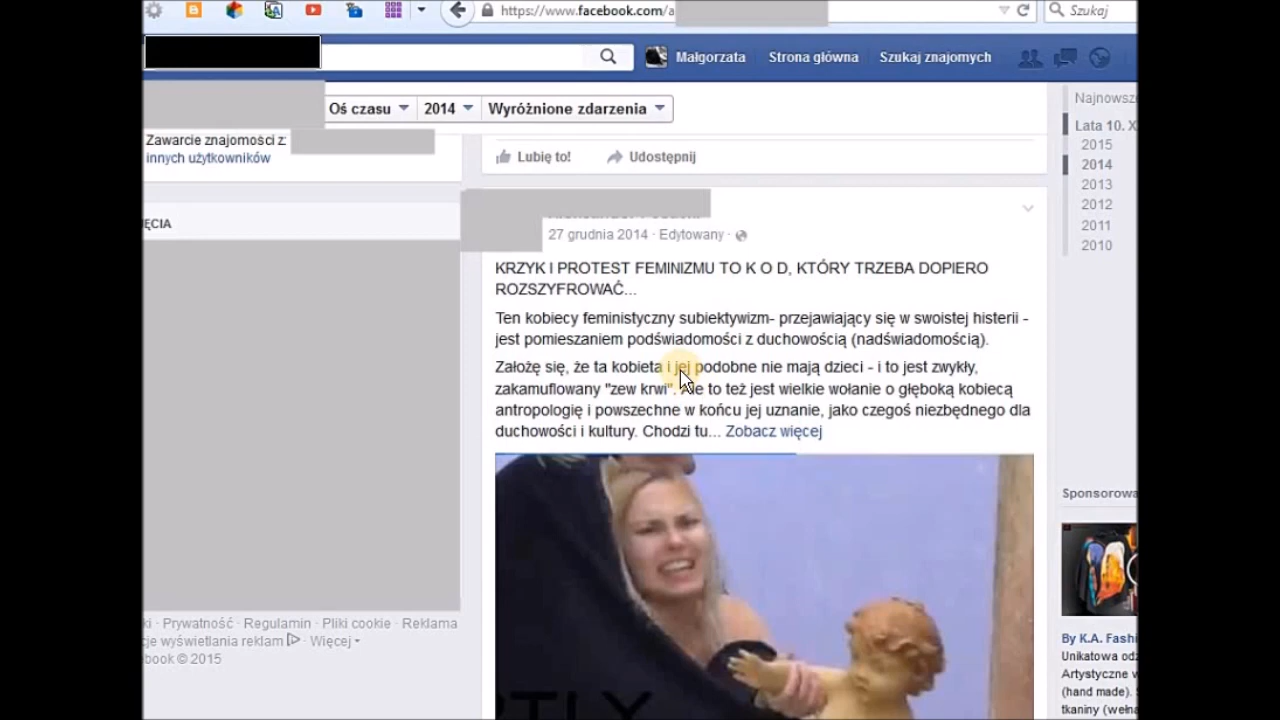 https://www.facebook.com/a
Szukaj
Małgorzata
Strona główna
Szukaj znajomych
Oś czasu
2014
Wyróżnione zdarzenia
Zawarcie znajomości z:
innych użytkowników
ĘCIA
Lubię to!
Udostępnij
27 grudnia 2014 · Edytowany ·
KRZYK I PROTEST FEMINIZMU TO K O D, KTÓRY TRZEBA DOPIERO
ROZSZYFROWAĆ...
Ten kobiecy feministyczny subiektywizm- przejawiający się w swoistej histerii -
jest pomieszaniem podświadomości z duchowością (nadświadomością).
Założę się, że ta kobieta i jej podobne nie mają dzieci - i to jest zwykły,
zakamuflowany "zew krwi". Ale to też jest wielkie wołanie o głęboką kobiecą
antropologię i powszechne w końcu jej uznanie, jako czegoś niezbędnego dla
duchowości i kultury. Chodzi tu... Zobacz więcej
Najnowsze
Lata 10. X
2015
2014
2013
2012
2011
2010
Sponsorowa
By K.A. Fashi
Unikatowa odz
Artystyczne w
(hand made). S
tkaniny (wełna
ki · Prywatność · Regulamin · Pliki cookie · Reklama
cje wyświetlania reklam · Więcej
book © 2015